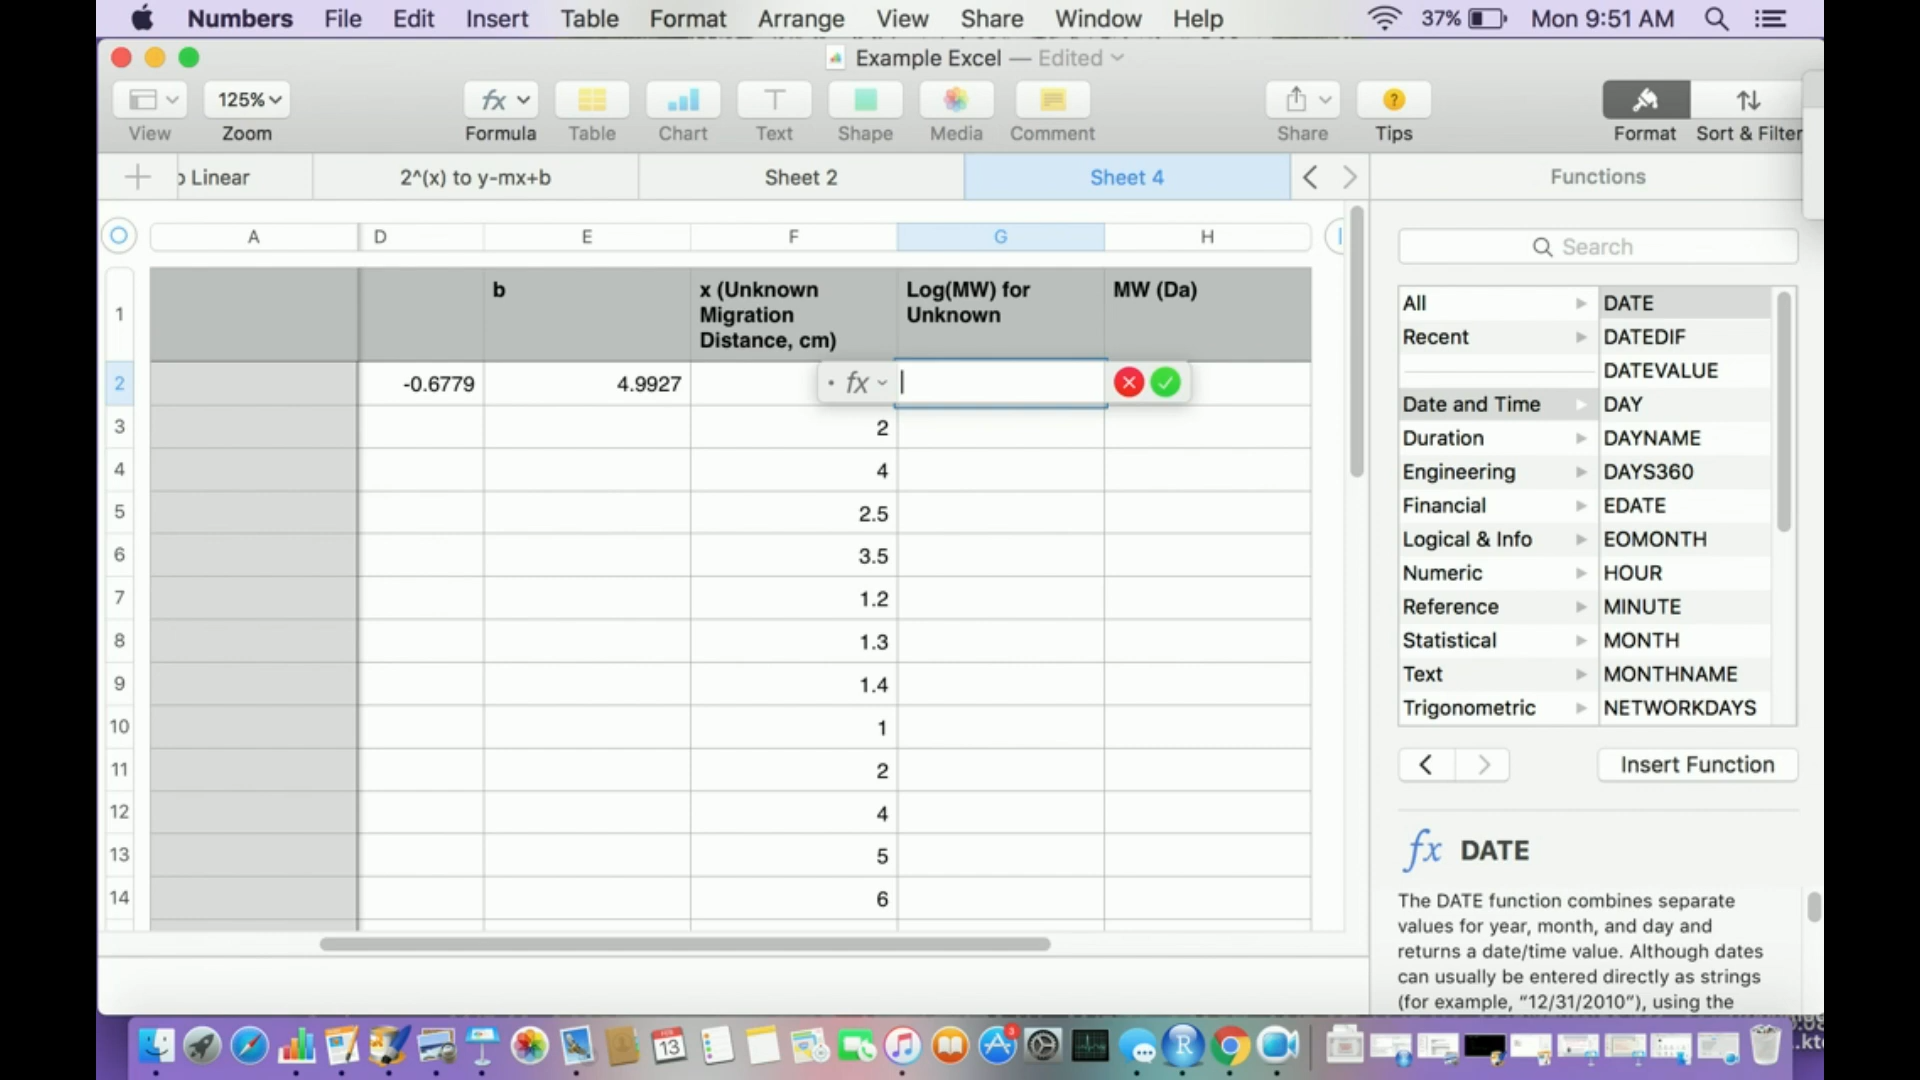 Numbers File Edit Insert Table Format Arrange View Share Window Help 37% Mon 9:51 AM
Example Excel — Edited
125%
View Zoom Formula Table Chart Text Shape Media Comment Share Tips Format Sort & Filter
Linear 2^(x) to y-mx+b Sheet 2 Sheet 4 Functions
Search
A D E F G H
1 b x (Unknown Migration Distance, cm) Log(MW) for Unknown MW (Da)
2 -0.6779 4.9927 fx
3 2
4 4
5 2.5
6 3.5
7 1.2
8 1.3
9 1.4
10 1
11 2
12 4
13 5
14 6
All DATE
Recent DATEDIF
DATEVALUE
Date and Time DAY
Duration DAYNAME
Engineering DAYS360
Financial EDATE
Logical & Info EOMONTH
Numeric HOUR
Reference MINUTE
Statistical MONTH
Text MONTHNAME
Trigonometric NETWORKDAYS
Insert Function
fx DATE
The DATE function combines separate
values for year, month, and day and
returns a date/time value. Although dates
can usually be entered directly as strings
(for example, “12/31/2010”), using the
13
3